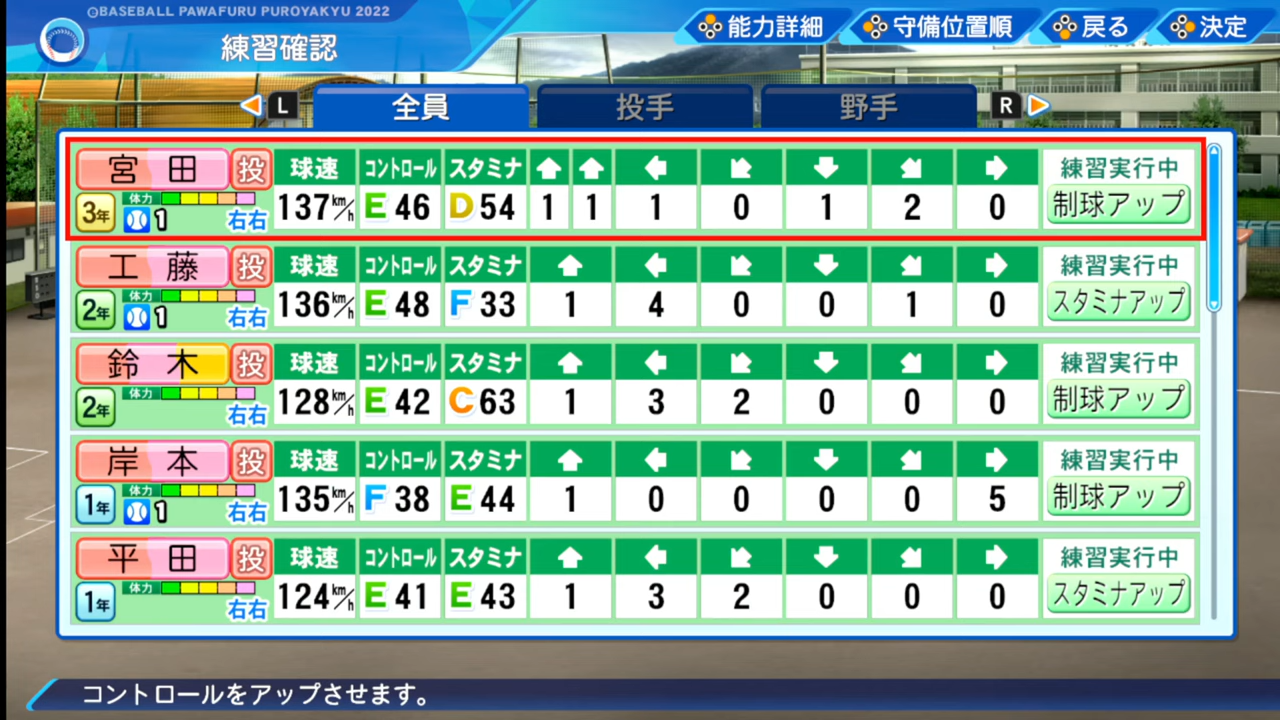 ©BASEBALL PAWAFURU PUROYAKYU 2022
練習確認
能力詳細 守備位置順 戻る 決定
L 全員 投手 野手 R
宮田 投 球速 コントロール スタミナ 練習実行中
3年 体力 1 右右 137km/h E 46 D 54 1 1 1 0 1 2 0 制球アップ
工藤 投 球速 コントロール スタミナ 練習実行中
2年 体力 1 右右 136km/h E 48 F 33 1 4 0 0 1 0 スタミナアップ
鈴木 投 球速 コントロール スタミナ 練習実行中
2年 体力 右右 128km/h E 42 C 63 1 3 2 0 0 0 制球アップ
岸本 投 球速 コントロール スタミナ 練習実行中
1年 体力 1 右右 135km/h F 38 E 44 1 0 0 0 0 5 制球アップ
平田 投 球速 コントロール スタミナ 練習実行中
1年 体力 右右 124km/h E 41 E 43 1 3 2 0 0 0 スタミナアップ
コントロールをアップさせます。